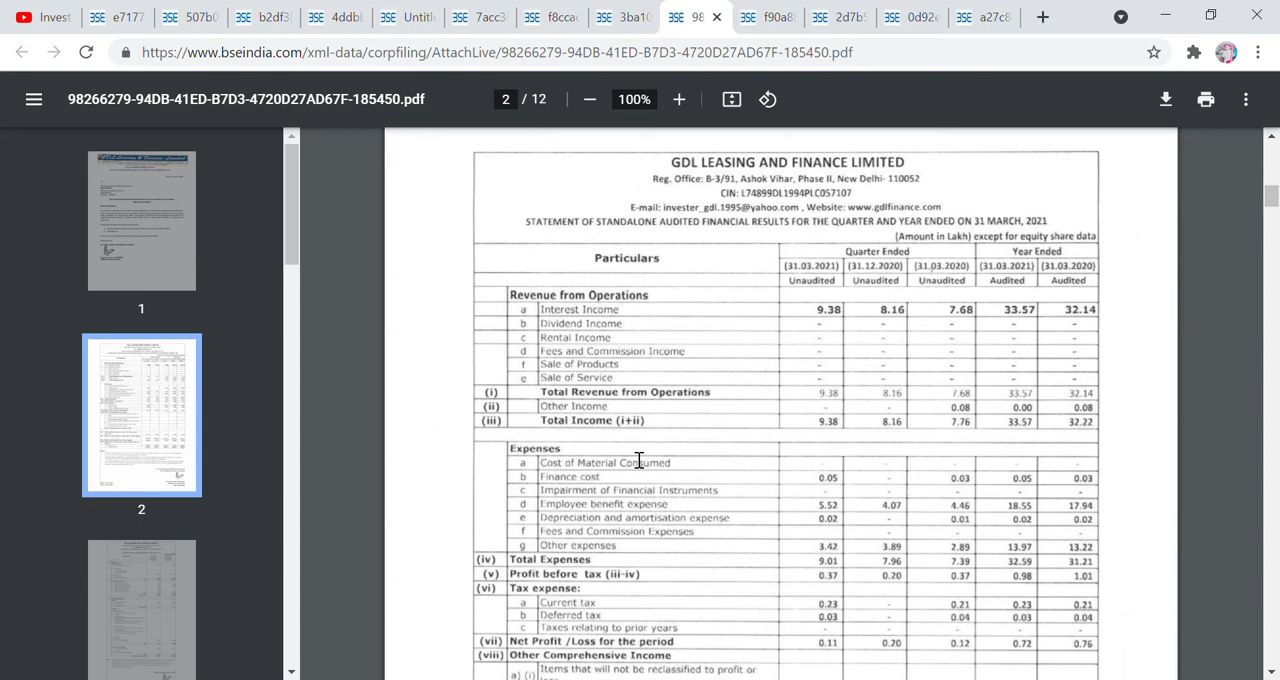 Invest
e7177
507b0
b2df3
4ddb
Untitl
7acc3
f8cca
3ba10
98
f90a8
2d7b5
0d92e
a27c8
https://www.bseindia.com/xml-data/corpfiling/AttachLive/98266279-94DB-41ED-B7D3-4720D27AD67F-185450.pdf
98266279-94DB-41ED-B7D3-4720D27AD67F-185450.pdf
2 / 12
100%
GDL Leasing & Finance Limited
1
2
GDL LEASING AND FINANCE LIMITED
Reg. Office: B-3/91, Ashok Vihar, Phase II, New Delhi- 110052
CIN: L74899DL1994PLC057107
E-mail: invester_gdl.1995@yahoo.com , Website: www.gdlfinance.com
STATEMENT OF STANDALONE AUDITED FINANCIAL RESULTS FOR THE QUARTER AND YEAR ENDED ON 31 MARCH, 2021
(Amount in Lakh) except for equity share data
Particulars Quarter Ended Year Ended
(31.03.2021) (31.12.2020) (31.03.2020) (31.03.2021) (31.03.2020)
Unaudited Unaudited Unaudited Audited Audited
Revenue from Operations
a Interest Income 9.38 8.16 7.68 33.57 32.14
b Dividend Income - - - - -
c Rental Income - - - - -
d Fees and Commission Income - - - - -
f Sale of Products - - - - -
e Sale of Service - - - - -
(i) Total Revenue from Operations 9.38 8.16 7.68 33.57 32.14
(ii) Other Income - 0.08 0.00 0.08
(iii) Total Income (i+ii) 9.38 8.16 7.76 33.57 32.22
Expenses
a Cost of Material Consumed - - - - -
b Finance cost 0.05 - 0.03 0.05 0.03
c Impairment of Financial Instruments - - - - -
d Employee benefit expense 5.52 4.07 4.46 18.55 17.94
e Depreciation and amortisation expense 0.02 - 0.01 0.02 0.02
f Fees and Commission Expenses - - - -
g Other expenses 3.42 3.89 2.89 13.97 13.22
(iv) Total Expenses 9.01 7.96 7.39 32.59 31.21
(v) Profit before tax (iii-iv) 0.37 0.20 0.37 0.98 1.01
(vi) Tax expense:
a Current tax 0.23 - 0.21 0.23 0.21
b Deferred tax 0.03 - 0.04 0.03 0.04
c Taxes relating to prior years - - - - -
(vii) Net Profit /Loss for the period 0.11 0.20 0.12 0.72 0.76
(viii) Other Comprehensive Income
a) (i) Items that will not be reclassified to profit or